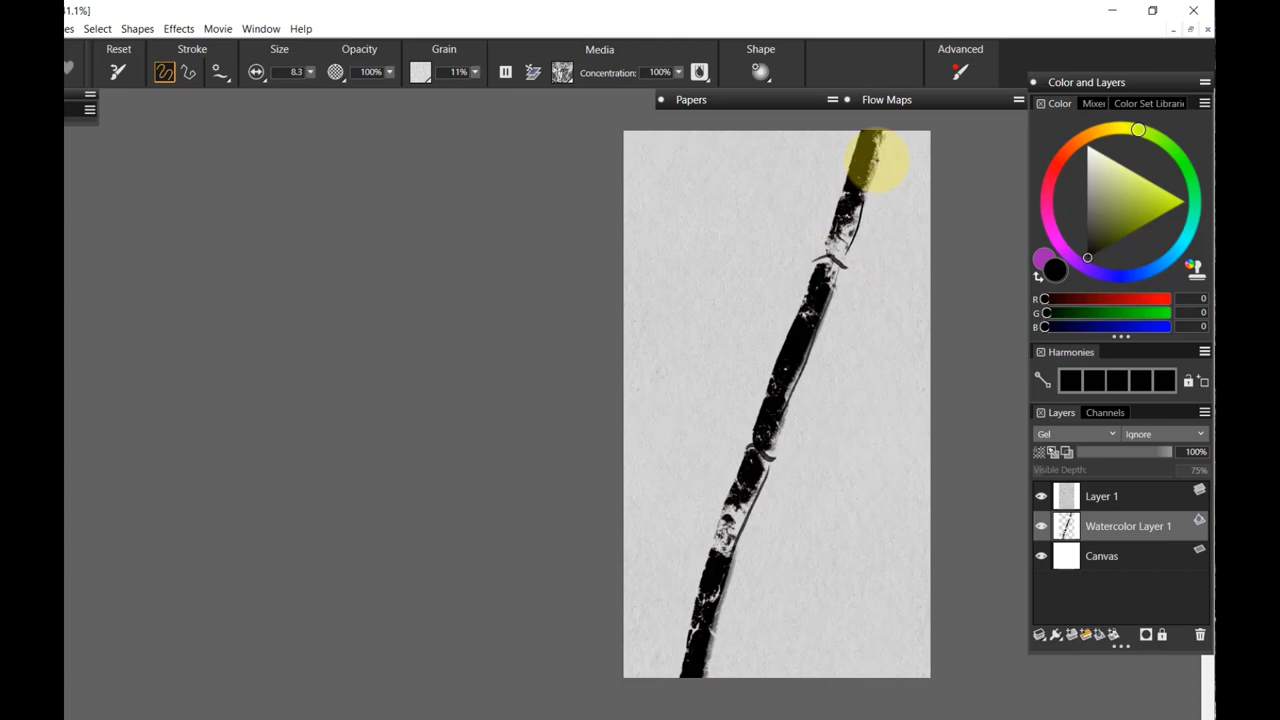 31.1%]
es Select Shapes Effects Movie Window Help
Reset Stroke Size Opacity Grain Media Shape Advanced
8.3 100% 11% Concentration: 100%
Color and Layers
Papers Flow Maps
Color Mixer Color Set Librari
R 0
G 0
B 0
Harmonies
Layers Channels
Gel Ignore
100%
Visible Depth: 75%
Layer 1
Watercolor Layer 1
Canvas